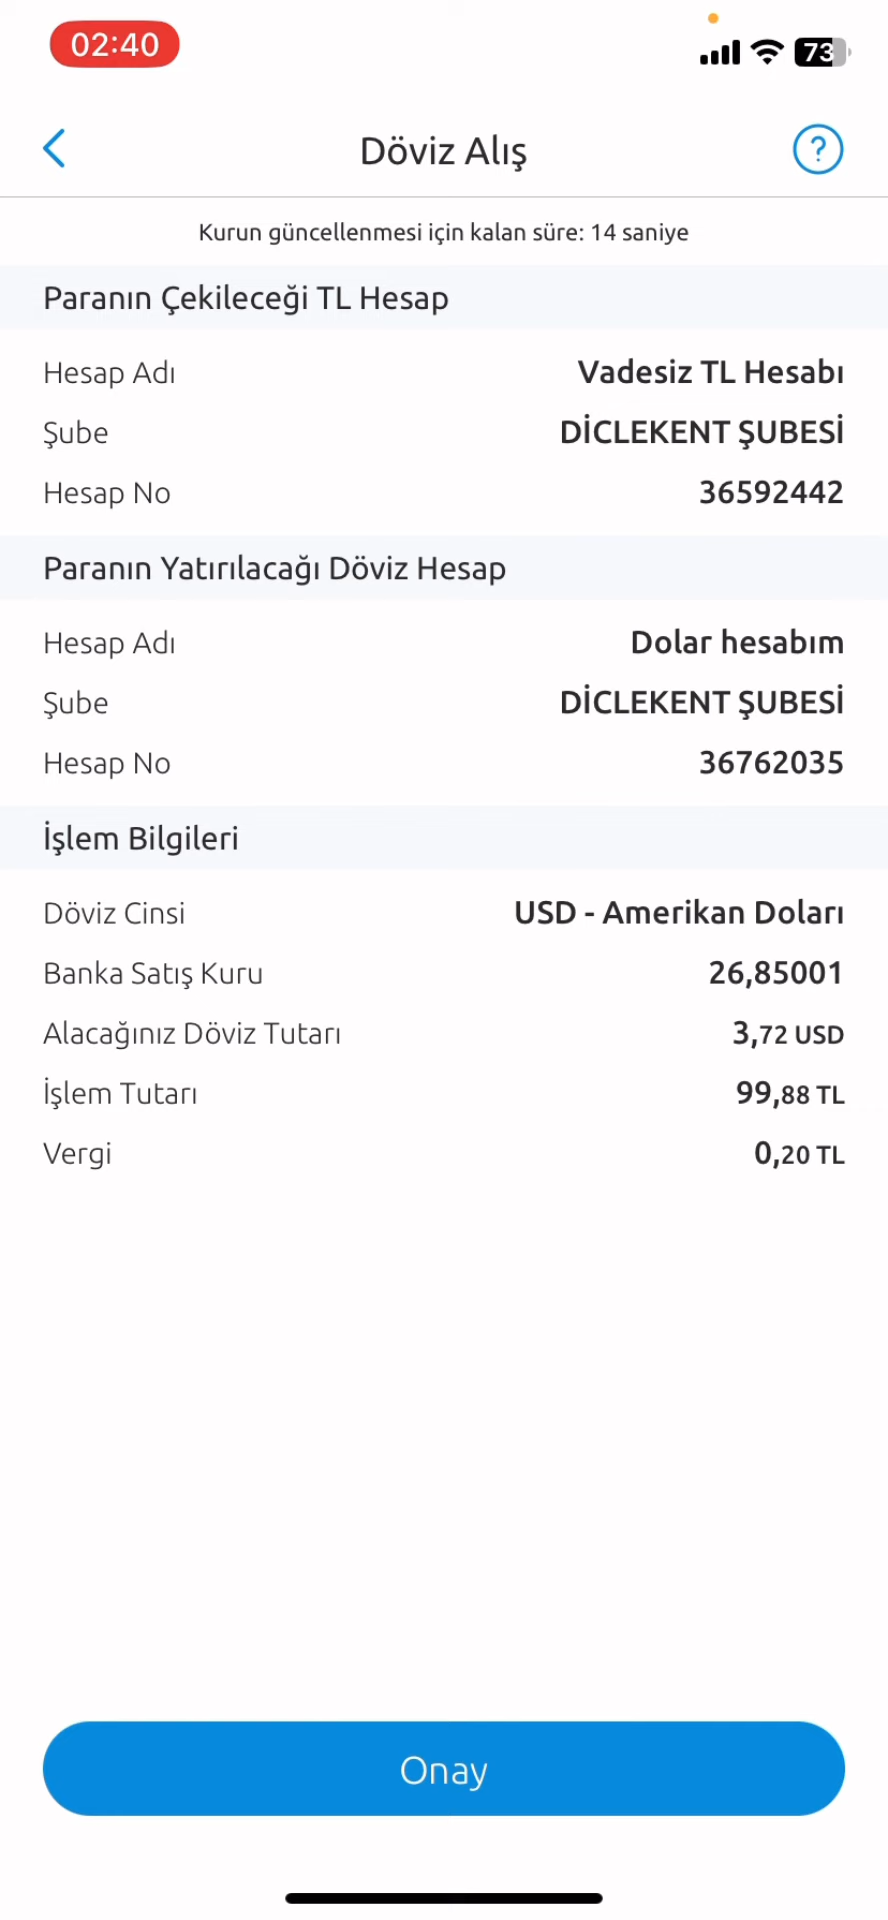 02:40
73
Döviz Alış
?
Kurun güncellenmesi için kalan süre: 14 saniye
Paranın Çekileceği TL Hesap
Hesap Adı Vadesiz TL Hesabı
Şube DİCLEKENT ŞUBESİ
Hesap No 36592442
Paranın Yatırılacağı Döviz Hesap
Hesap Adı Dolar hesabım
Şube DİCLEKENT ŞUBESİ
Hesap No 36762035
İşlem Bilgileri
Döviz Cinsi USD - Amerikan Doları
Banka Satış Kuru 26,85001
Alacağınız Döviz Tutarı 3,72 USD
İşlem Tutarı 99,88 TL
Vergi 0,20 TL
Onay